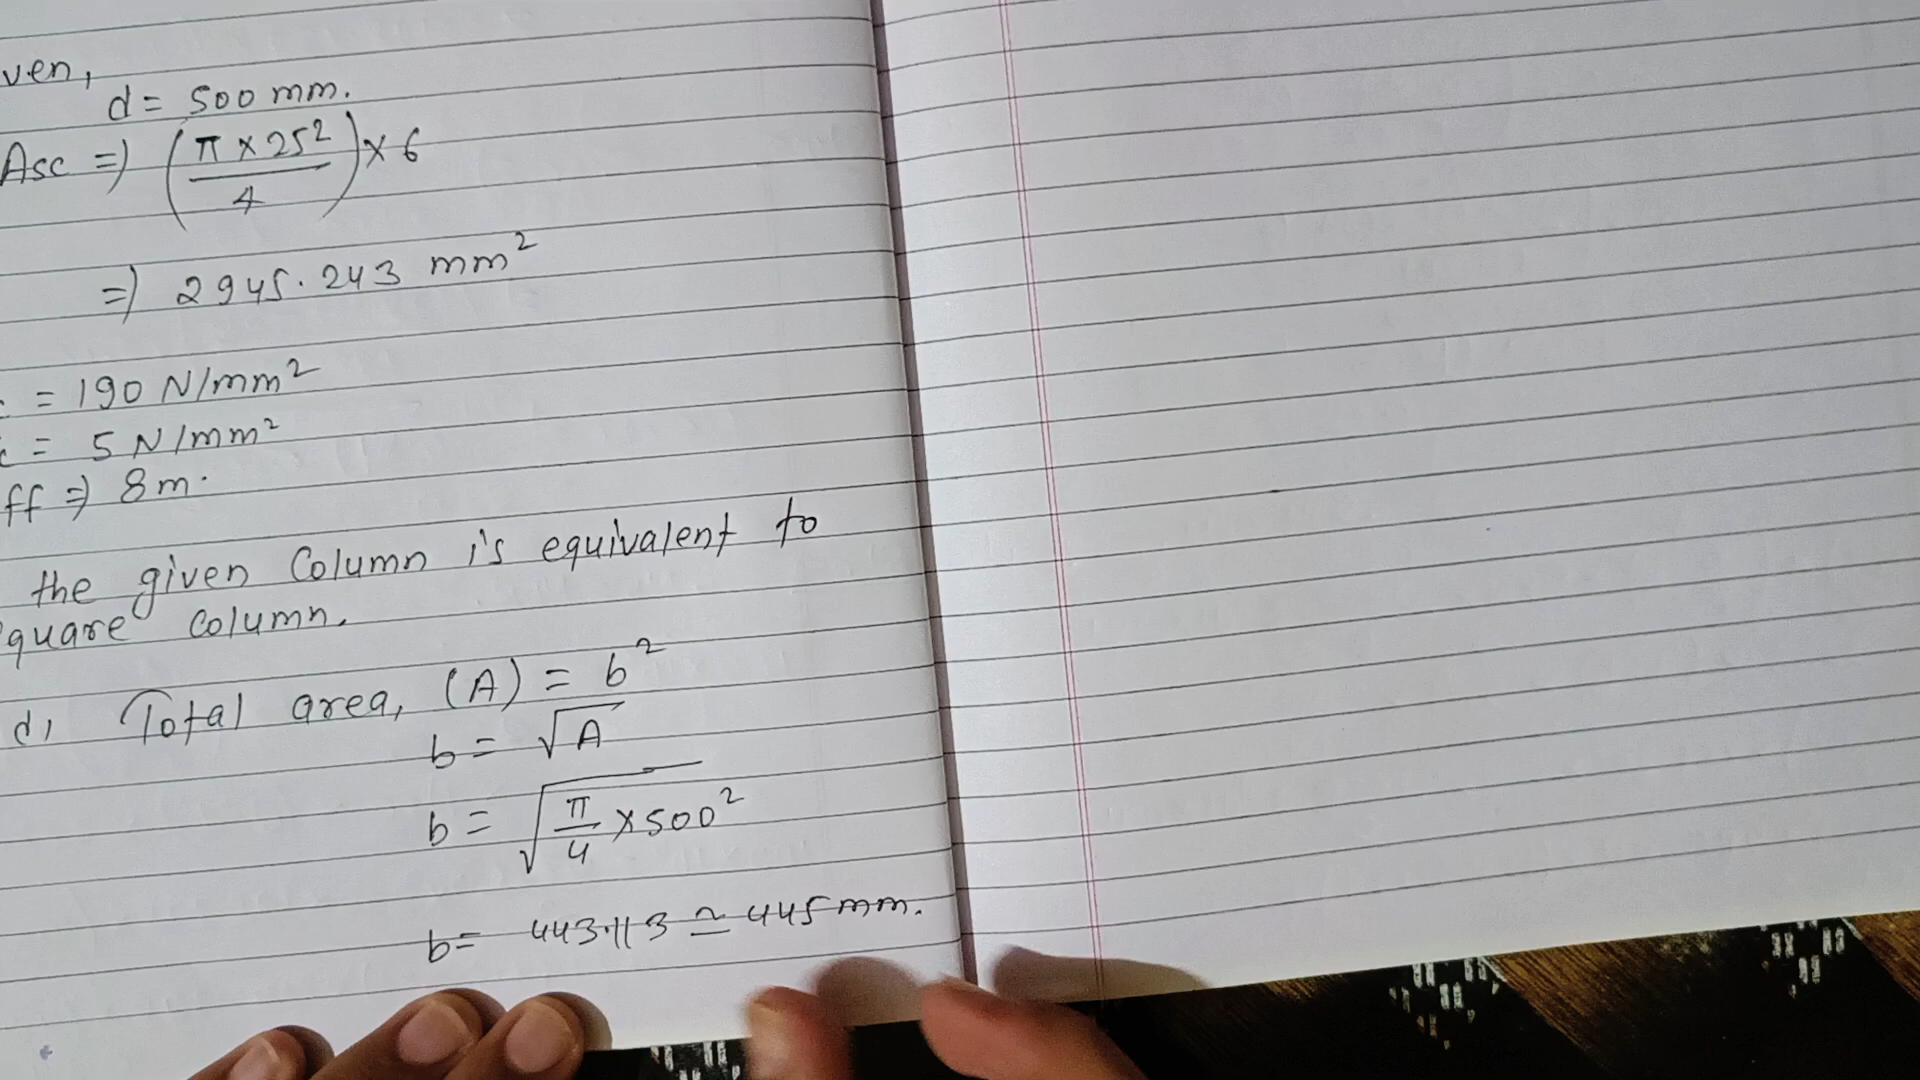 ven,
d = 500 mm.
Asc => (π × 25² / 4) × 6
=> 2945.243 mm²
= 190 N/mm²
= 5 N/mm²
ff => 8m.
the given Column is equivalent to
quare column.
d, Total area, (A) = b²
b = √A
b = √(π/4 × 500²)
b = 443.113 ≃ 445 mm.